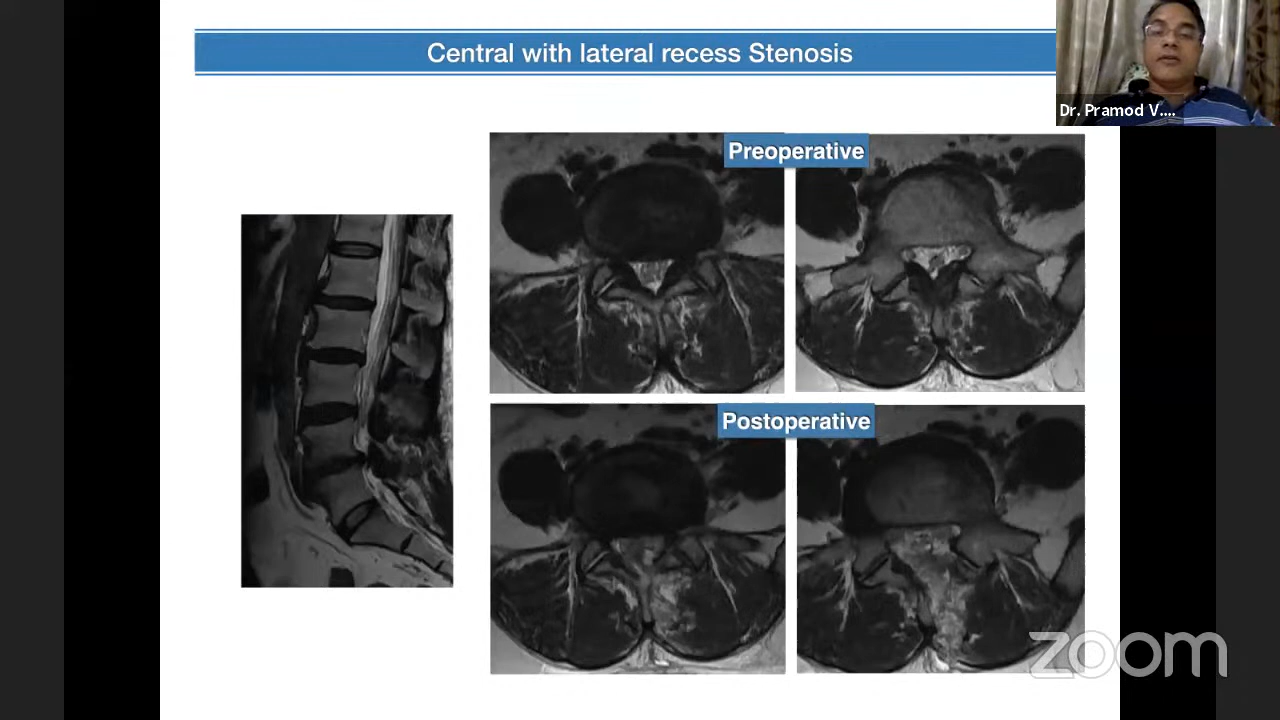 Central with lateral recess Stenosis
Dr. Pramod V....
Preoperative
Postoperative
zoom